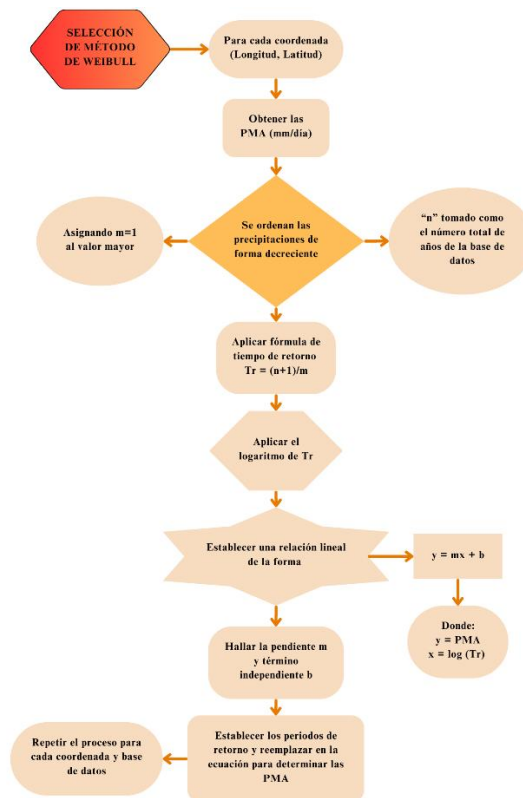 SELECCIÓN
DE MÉTODO
DE WEIBULL
Para cada coordenada
(Longitud, Latitud)
Obtener las
PMA (mm/día)
Asignando m=1
al valor mayor
Se ordenan las
precipitaciones de
forma decreciente
“n” tomado como
el número total de
años de la base de
datos
Aplicar fórmula de
tiempo de retorno
Tr = (n+1)/m
Aplicar el
logaritmo de Tr
Establecer una relación lineal
de la forma
y = mx + b
Donde:
y = PMA
x = log (Tr)
Hallar la pendiente m
y término
independiente b
Establecer los periodos de
retorno y reemplazar en la
ecuación para determinar las
PMA
Repetir el proceso para
cada coordenada y base
de datos